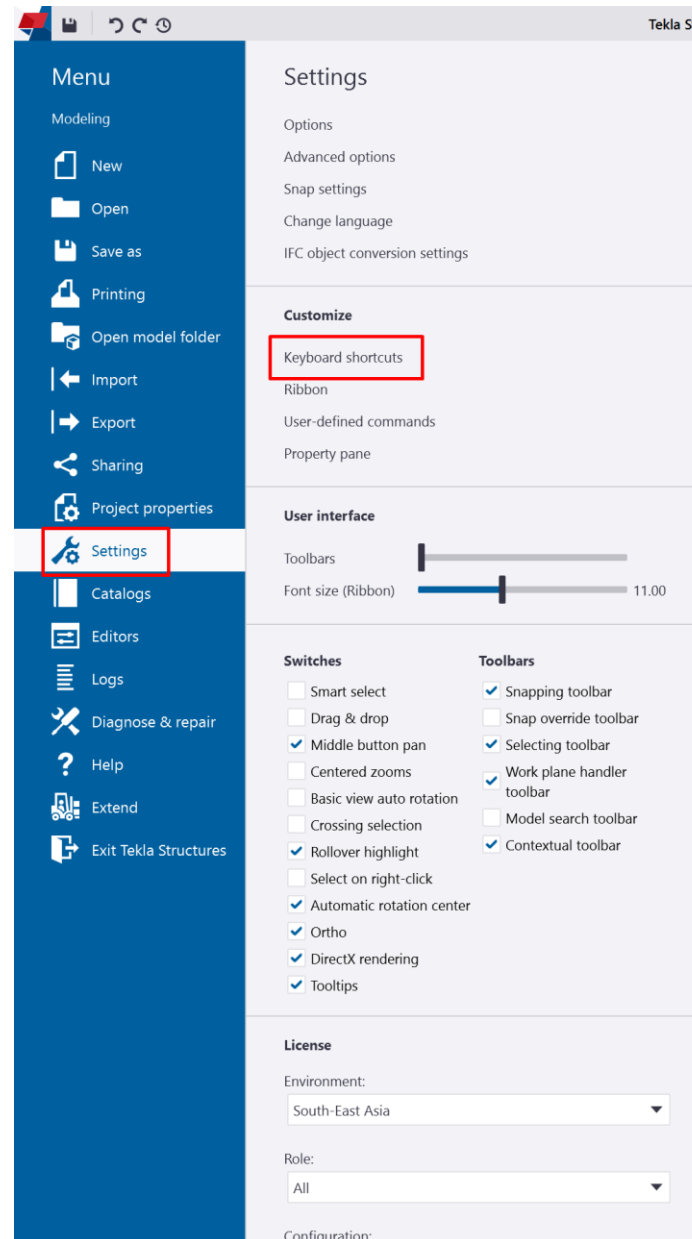 Tekla S
Menu
Modeling
New
Open
Save as
Printing
Open model folder
Import
Export
Sharing
Project properties
Settings
Catalogs
Editors
Logs
Diagnose & repair
Help
Extend
Exit Tekla Structures
Settings
Options
Advanced options
Snap settings
Change language
IFC object conversion settings
Customize
Keyboard shortcuts
Ribbon
User-defined commands
Property pane
User interface
Toolbars
Font size (Ribbon) 11.00
Switches
Smart select
Drag & drop
Middle button pan
Centered zooms
Basic view auto rotation
Crossing selection
Rollover highlight
Select on right-click
Automatic rotation center
Ortho
DirectX rendering
Tooltips
Toolbars
Snapping toolbar
Snap override toolbar
Selecting toolbar
Work plane handler
toolbar
Model search toolbar
Contextual toolbar
License
Environment:
South-East Asia
Role:
All
Configuration: